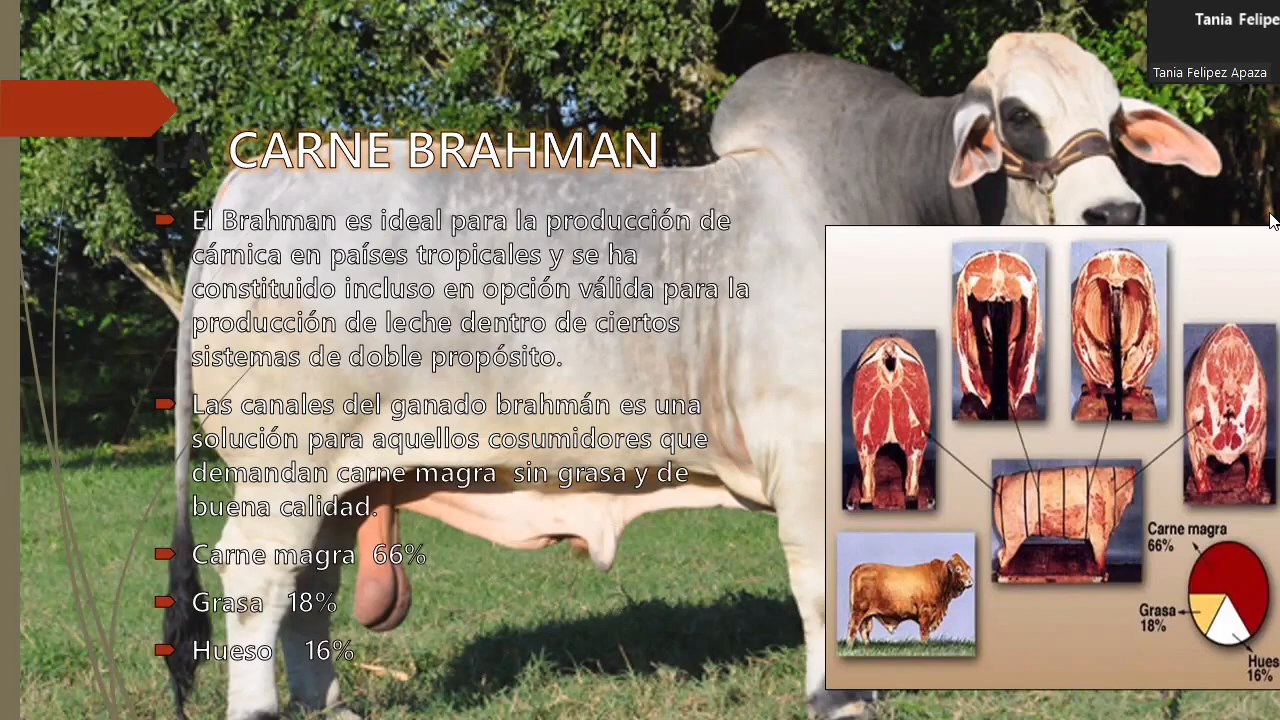 Tania Felipe
Tania Felipez Apaza
LA CARNE BRAHMAN
El Brahman es ideal para la producción de
cárnica en países tropicales y se ha
constituido incluso en opción válida para la
producción de leche dentro de ciertos
sistemas de doble propósito.
Las canales del ganado brahmán es una
solución para aquellos cosumidores que
demandan carne magra sin grasa y de
buena calidad.
Carne magra 66%
Grasa 18%
Hueso 16%
Carne magra
66%
Grasa
18%
Hues
16%